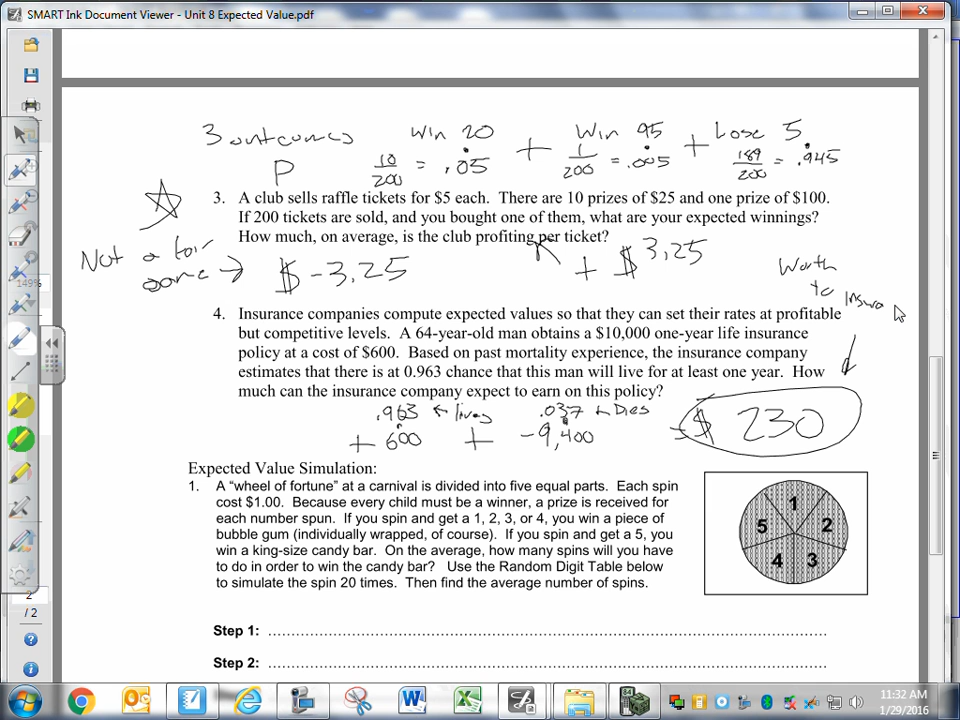 SMART Ink Document Viewer - Unit 8 Expected Value.pdf
3 outcomes Win 20 + Win 95 + Lose 5
P 10/200 = .05 1/200 = .005 189/200 = .945
3. A club sells raffle tickets for $5 each. There are 10 prizes of $25 and one prize of $100.
If 200 tickets are sold, and you bought one of them, what are your expected winnings?
How much, on average, is the club profiting per ticket?
Not a fair
game → $ -3.25 + $ 3.25
Worth
to insure
149%
4. Insurance companies compute expected values so that they can set their rates at profitable
but competitive levels. A 64-year-old man obtains a $10,000 one-year life insurance
policy at a cost of $600. Based on past mortality experience, the insurance company
estimates that there is at 0.963 chance that this man will live for at least one year. How
much can the insurance company expect to earn on this policy?
.963 ← living .037 ← Dies
+ 600 + -9,400 = $ 230
Expected Value Simulation:
1. A “wheel of fortune” at a carnival is divided into five equal parts. Each spin
cost $1.00. Because every child must be a winner, a prize is received for
each number spun. If you spin and get a 1, 2, 3, or 4, you win a piece of
bubble gum (individually wrapped, of course). If you spin and get a 5, you
win a king-size candy bar. On the average, how many spins will you have
to do in order to win the candy bar? Use the Random Digit Table below
to simulate the spin 20 times. Then find the average number of spins.
1
5 2
4 3
2
/ 2
Step 1: ........................................
Step 2: ........................................
11:32 AM
1/29/2016